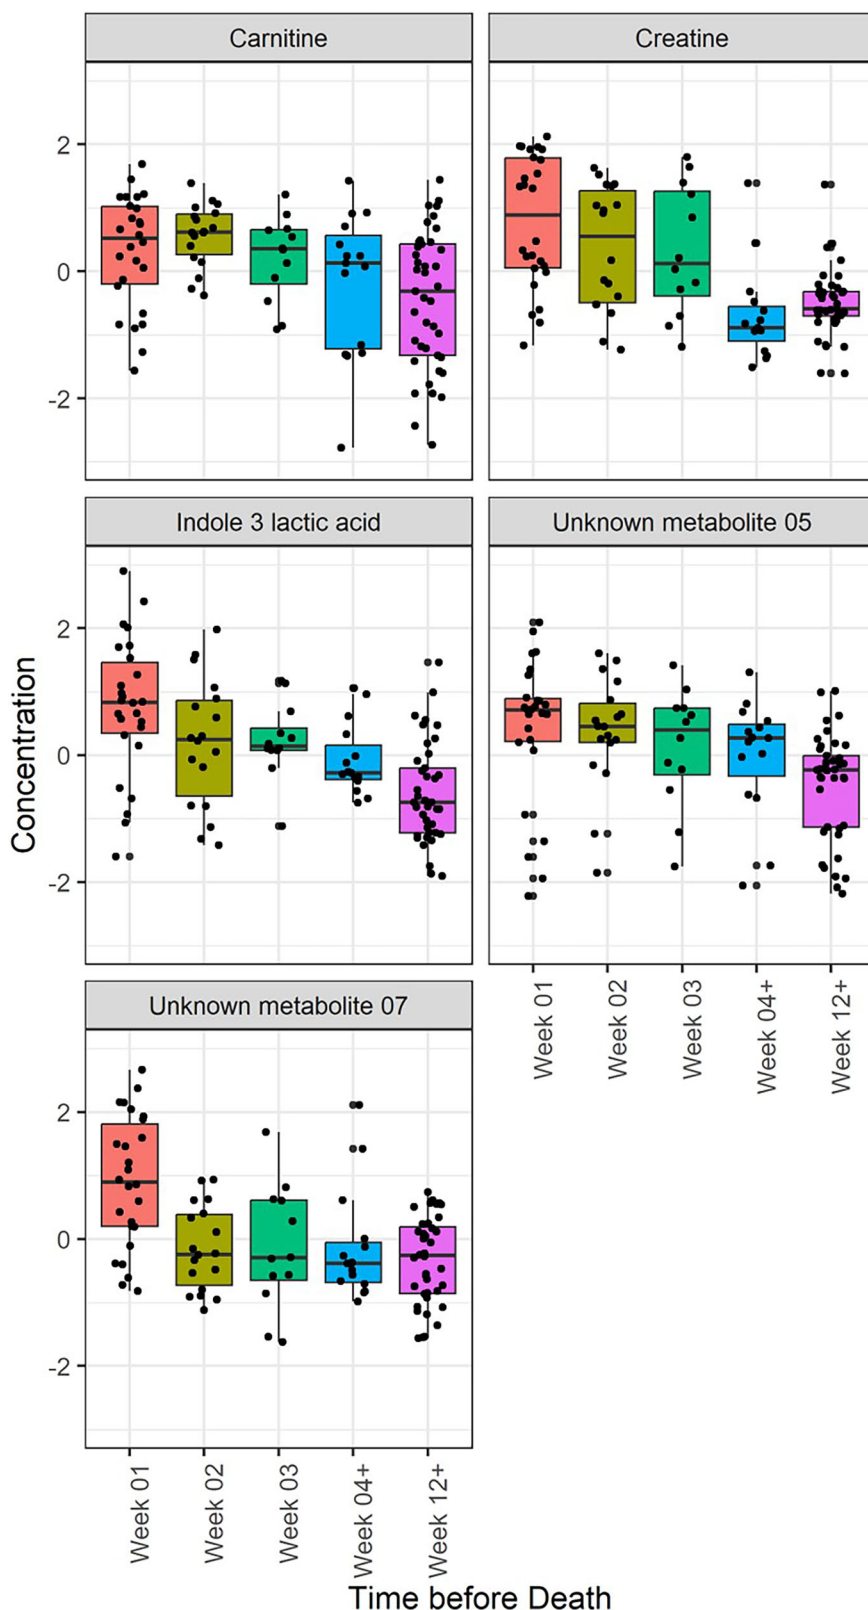 Carnitine
Creatine
2
0
-2
Indole 3 lactic acid
Unknown metabolite 05
2
0
-2
Concentration
Week 01
Week 02
Week 03
Week 04+
Week 12+
Unknown metabolite 07
2
0
-2
Week 01
Week 02
Week 03
Week 04+
Week 12+
Time before Death